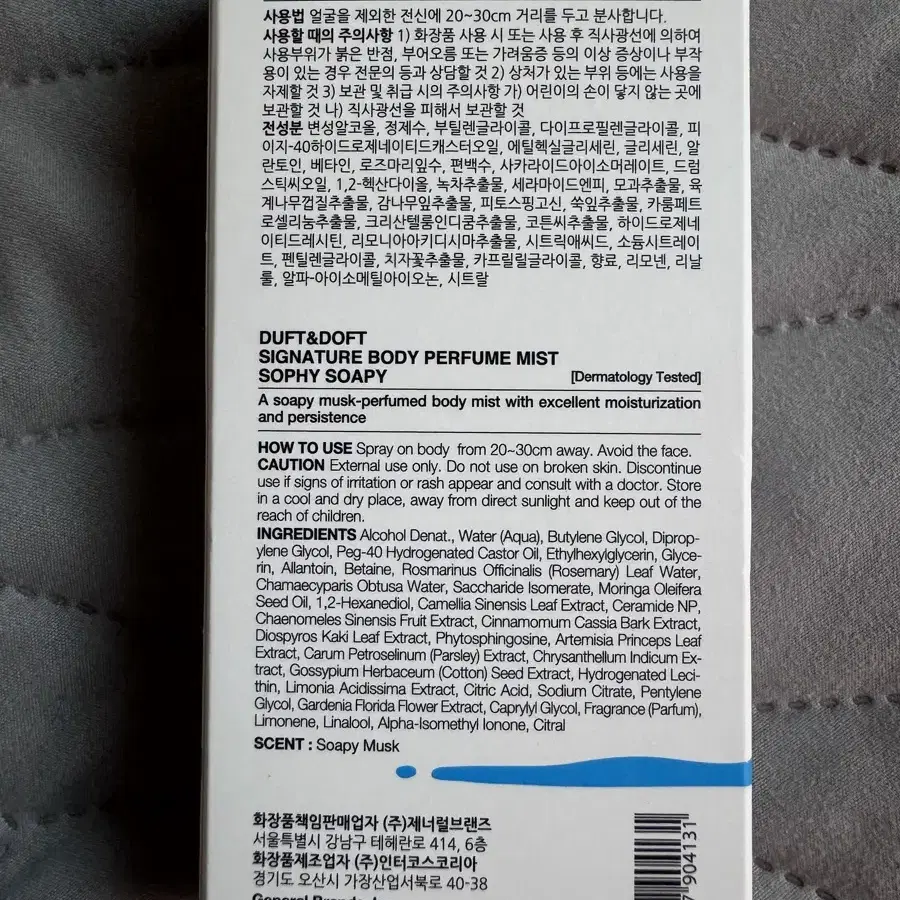 사용법 얼굴을 제외한 전신에 20~30cm 거리를 두고 분사합니다.
사용할 때의 주의사항 1) 화장품 사용 시 또는 사용 후 직사광선에 의하여
사용부위가 붉은 반점, 부어오름 또는 가려움증 등의 이상 증상이나 부작
용이 있는 경우 전문의 등과 상담할 것 2) 상처가 있는 부위 등에는 사용을
자제할 것 3) 보관 및 취급 시의 주의사항 가) 어린이의 손이 닿지 않는 곳에
보관할 것 나) 직사광선을 피해서 보관할 것
전성분 변성알코올, 정제수, 부틸렌글라이콜, 다이프로필렌글라이콜, 피
이지-40하이드로제네이티드캐스터오일, 에틸헥실글리세린, 글리세린, 알
란토인, 베타인, 로즈마리잎수, 편백수, 사카라이드아이소머레이트, 드럼
스틱씨오일, 1,2-헥산다이올, 녹차추출물, 세라마이드엔피, 모과추출물, 육
계나무껍질추출물, 감나무잎추출물, 피토스핑고신, 쑥잎추출물, 카룸페트
로셀리눔추출물, 크리산텔룸인디쿰추출물, 코튼씨추출물, 하이드로제네
이티드레시틴, 리모니아아키디시마추출물, 시트릭애씨드, 소듐시트레이
트, 펜틸렌글라이콜, 치자꽃추출물, 카프릴릴글라이콜, 향료, 리모넨, 리날
룰, 알파-아이소메틸아이오논, 시트랄
DUFT&DOFT
SIGNATURE BODY PERFUME MIST
SOPHY SOAPY [Dermatology Tested]
A soapy musk-perfumed body mist with excellent moisturization
and persistence
HOW TO USE Spray on body from 20~30cm away. Avoid the face.
CAUTION External use only. Do not use on broken skin. Discontinue
use if signs of irritation or rash appear and consult with a doctor. Store
in a cool and dry place, away from direct sunlight and keep out of the
reach of children.
INGREDIENTS Alcohol Denat., Water (Aqua), Butylene Glycol, Diprop-
ylene Glycol, Peg-40 Hydrogenated Castor Oil, Ethylhexylglycerin, Glyce-
rin, Allantoin, Betaine, Rosmarinus Officinalis (Rosemary) Leaf Water,
Chamaecyparis Obtusa Water, Saccharide Isomerate, Moringa Oleifera
Seed Oil, 1,2-Hexanediol, Camellia Sinensis Leaf Extract, Ceramide NP,
Chaenomeles Sinensis Fruit Extract, Cinnamomum Cassia Bark Extract,
Diospyros Kaki Leaf Extract, Phytosphingosine, Artemisia Princeps Leaf
Extract, Carum Petroselinum (Parsley) Extract, Chrysanthellum Indicum Ex-
tract, Gossypium Herbaceum (Cotton) Seed Extract, Hydrogenated Leci-
thin, Limonia Acidissima Extract, Citric Acid, Sodium Citrate, Pentylene
Glycol, Gardenia Florida Flower Extract, Caprylyl Glycol, Fragrance (Parfum),
Limonene, Linalool, Alpha-Isomethyl Ionone, Citral
SCENT : Soapy Musk
화장품책임판매업자 (주)제너럴브랜즈
서울특별시 강남구 테헤란로 414, 6층
화장품제조업자 (주)인터코스코리아
경기도 오산시 가장산업서북로 40-38
904131